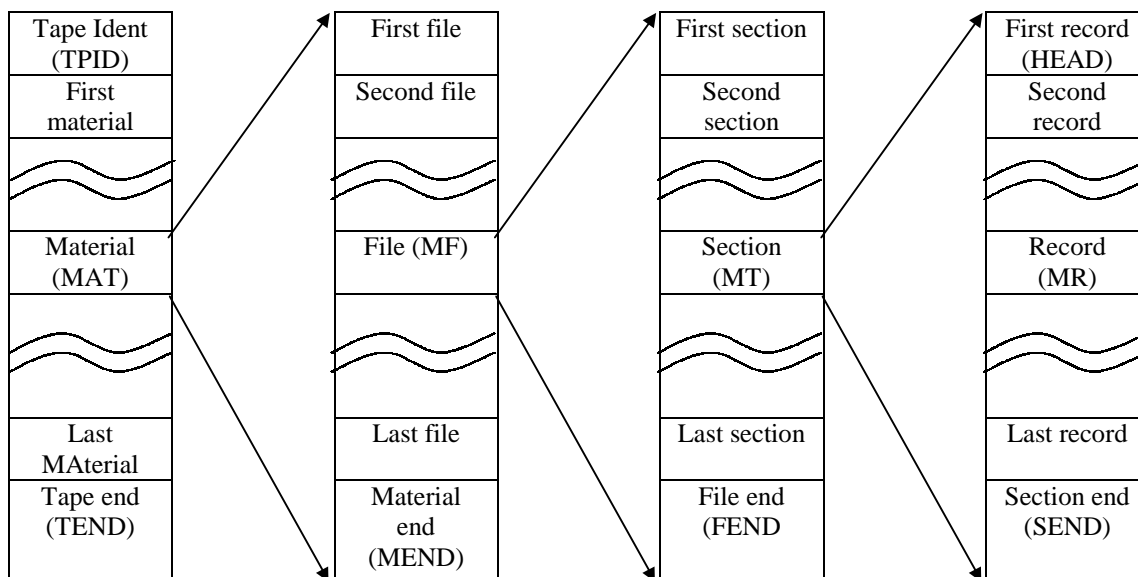 Tape Ident
(TPID)
First
material
Material
(MAT)
Last
MAterial
Tape end
(TEND)
First file
Second file
File (MF)
Last file
Material
end
(MEND)
First section
Second
section
Section
(MT)
Last section
File end
(FEND
First record
(HEAD)
Second
record
Record
(MR)
Last record
Section end
(SEND)